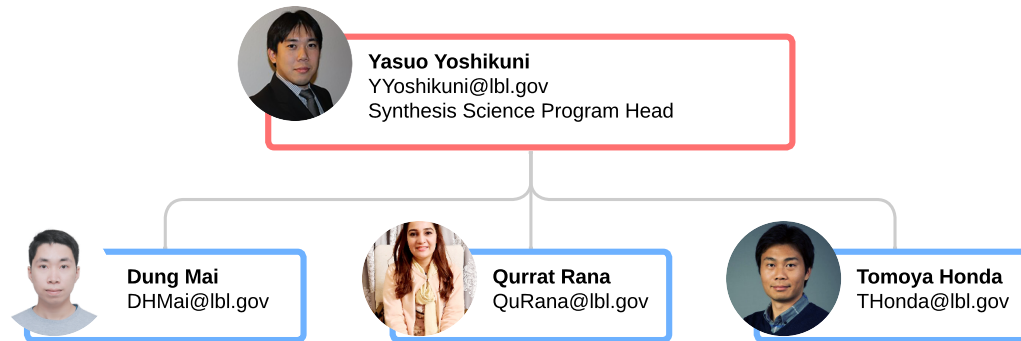 Yasuo Yoshikuni
YYoshikuni@lbl.gov
Synthesis Science Program Head
Dung Mai
DHMai@lbl.gov
Qurrat Rana
QuRana@lbl.gov
Tomoya Honda
THonda@lbl.gov